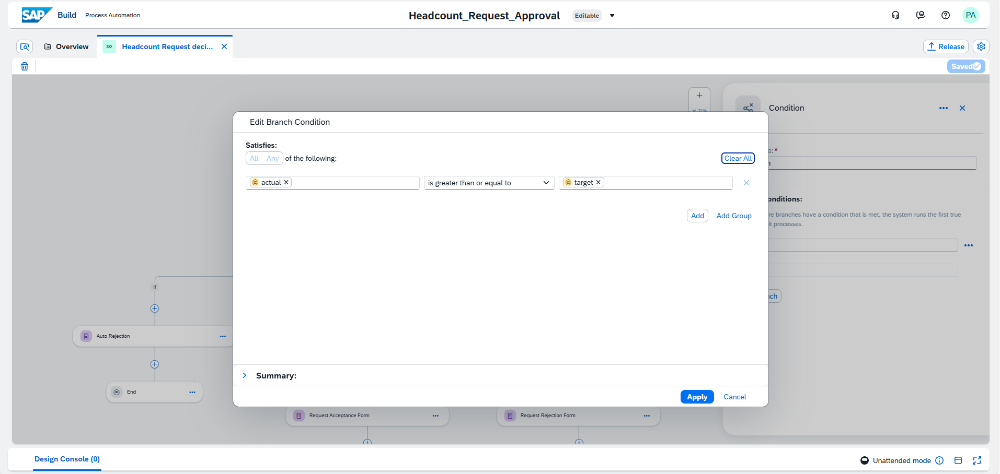 SAP Build Process Automation
Headcount_Request_Approval Editable
PA
Overview
Headcount Request deci...
Release
Saved
71%
Condition
Edit Branch Condition
Satisfies:
All Any of the following:
Clear All
e:*
actual is greater than or equal to target
onditions:
Add Add Group
re branches have a condition that is met, the system runs the first true
it processes.
If
ch
Auto Rejection
Summary:
End
Apply Cancel
Request Acceptance Form
Request Rejection Form
Design Console (0)
Unattended mode